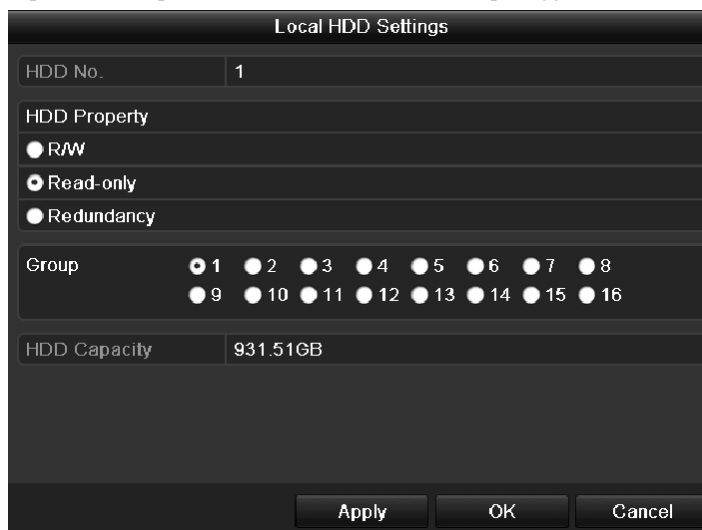 Local HDD Settings
HDD No. 1
HDD Property
R/W
Read-only
Redundancy
Group 1 2 3 4 5 6 7 8
9 10 11 12 13 14 15 16
HDD Capacity 931.51GB
Apply OK Cancel